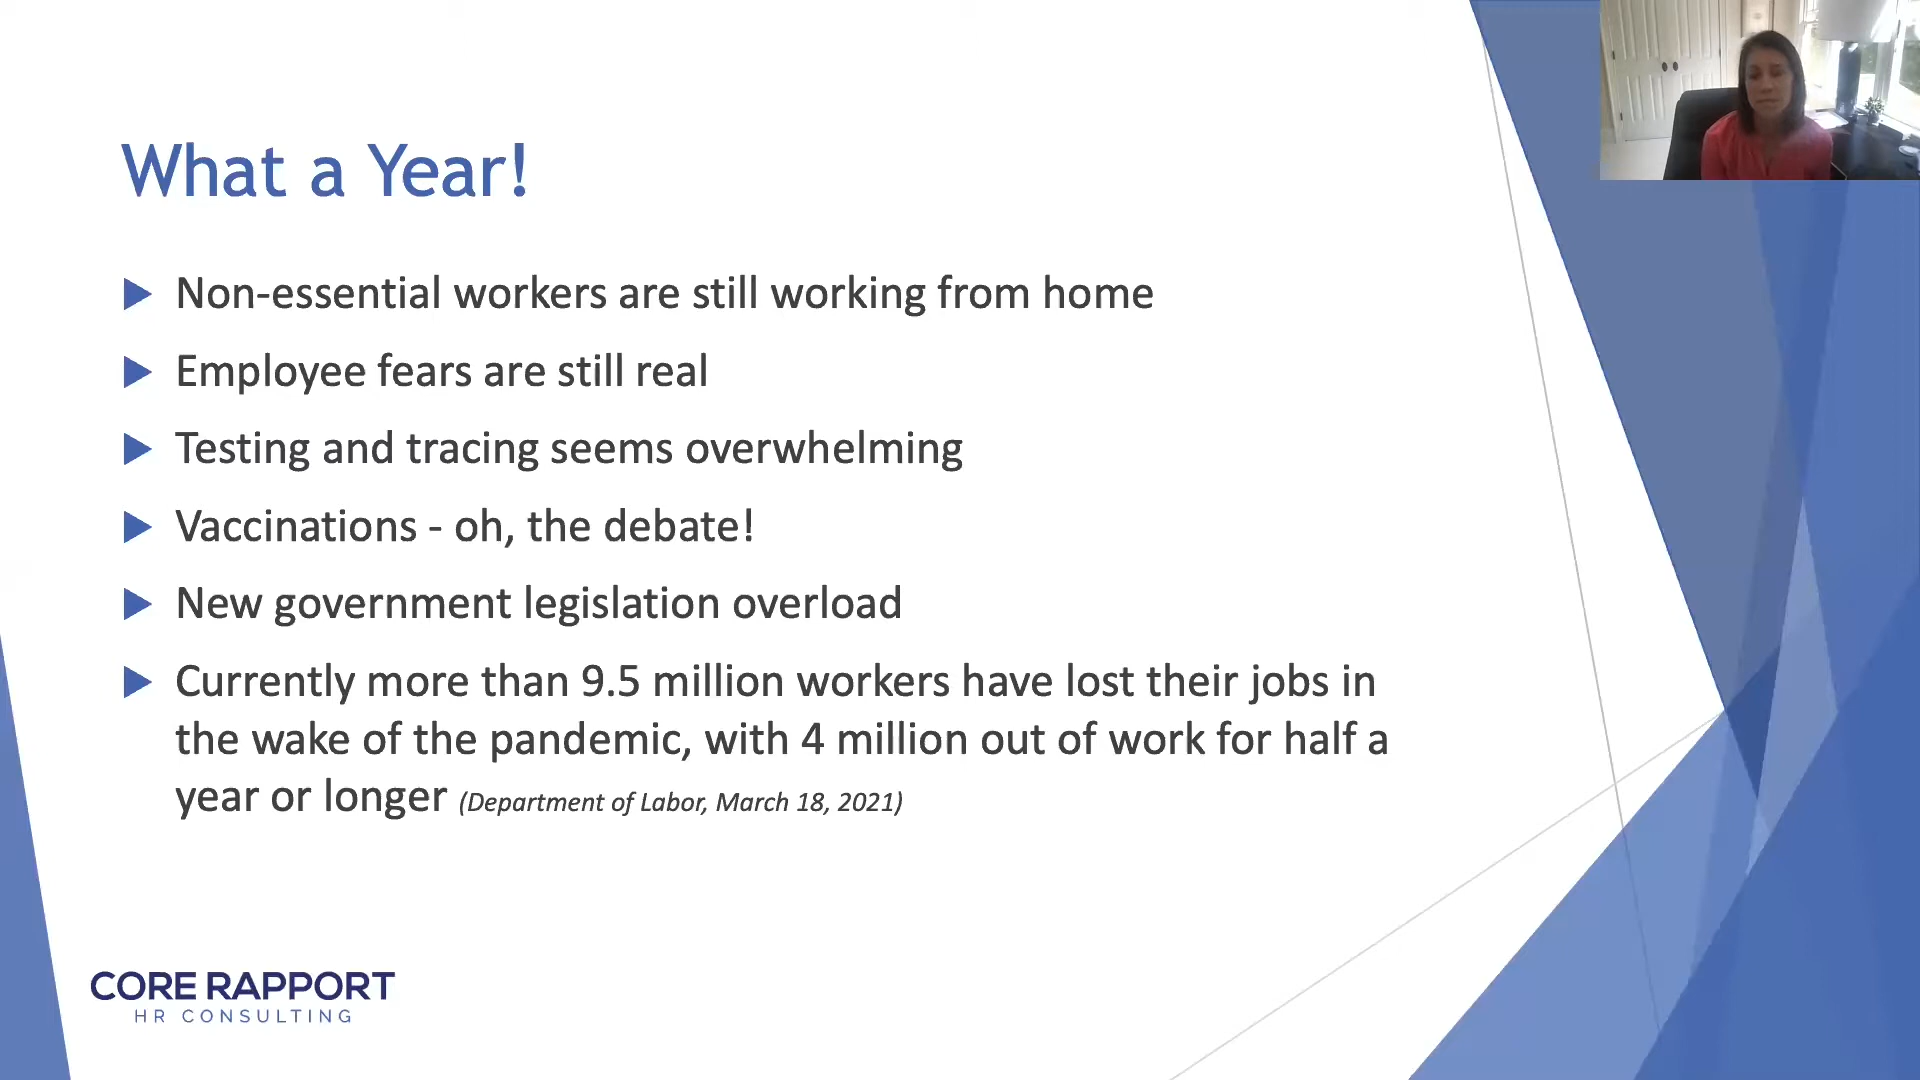 What a Year!
Non-essential workers are still working from home
Employee fears are still real
Testing and tracing seems overwhelming
Vaccinations - oh, the debate!
New government legislation overload
Currently more than 9.5 million workers have lost their jobs in
the wake of the pandemic, with 4 million out of work for half a
year or longer (Department of Labor, March 18, 2021)
CORE RAPPORT
HR CONSULTING